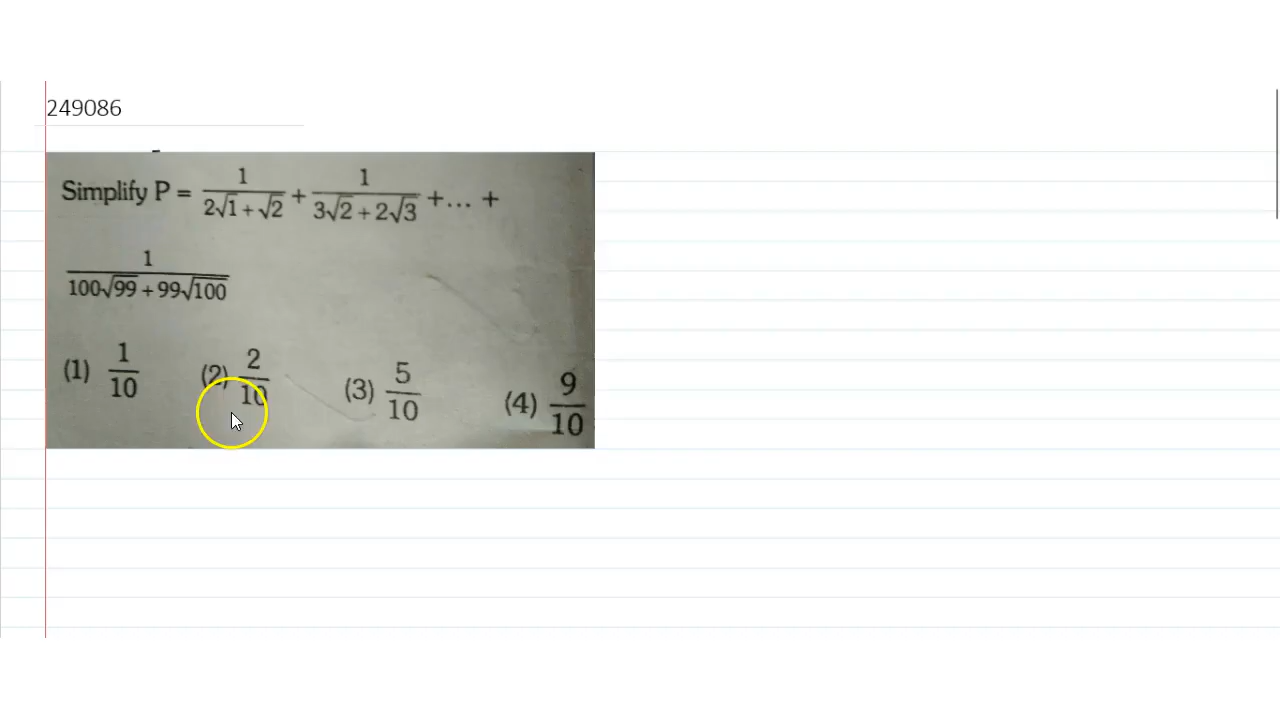 249086
Simplify P = 1/(2√1+√2) + 1/(3√2+2√3) +... +
1/(100√99+99√100)
(1) 1/10 (2) 2/10 (3) 5/10 (4) 9/10